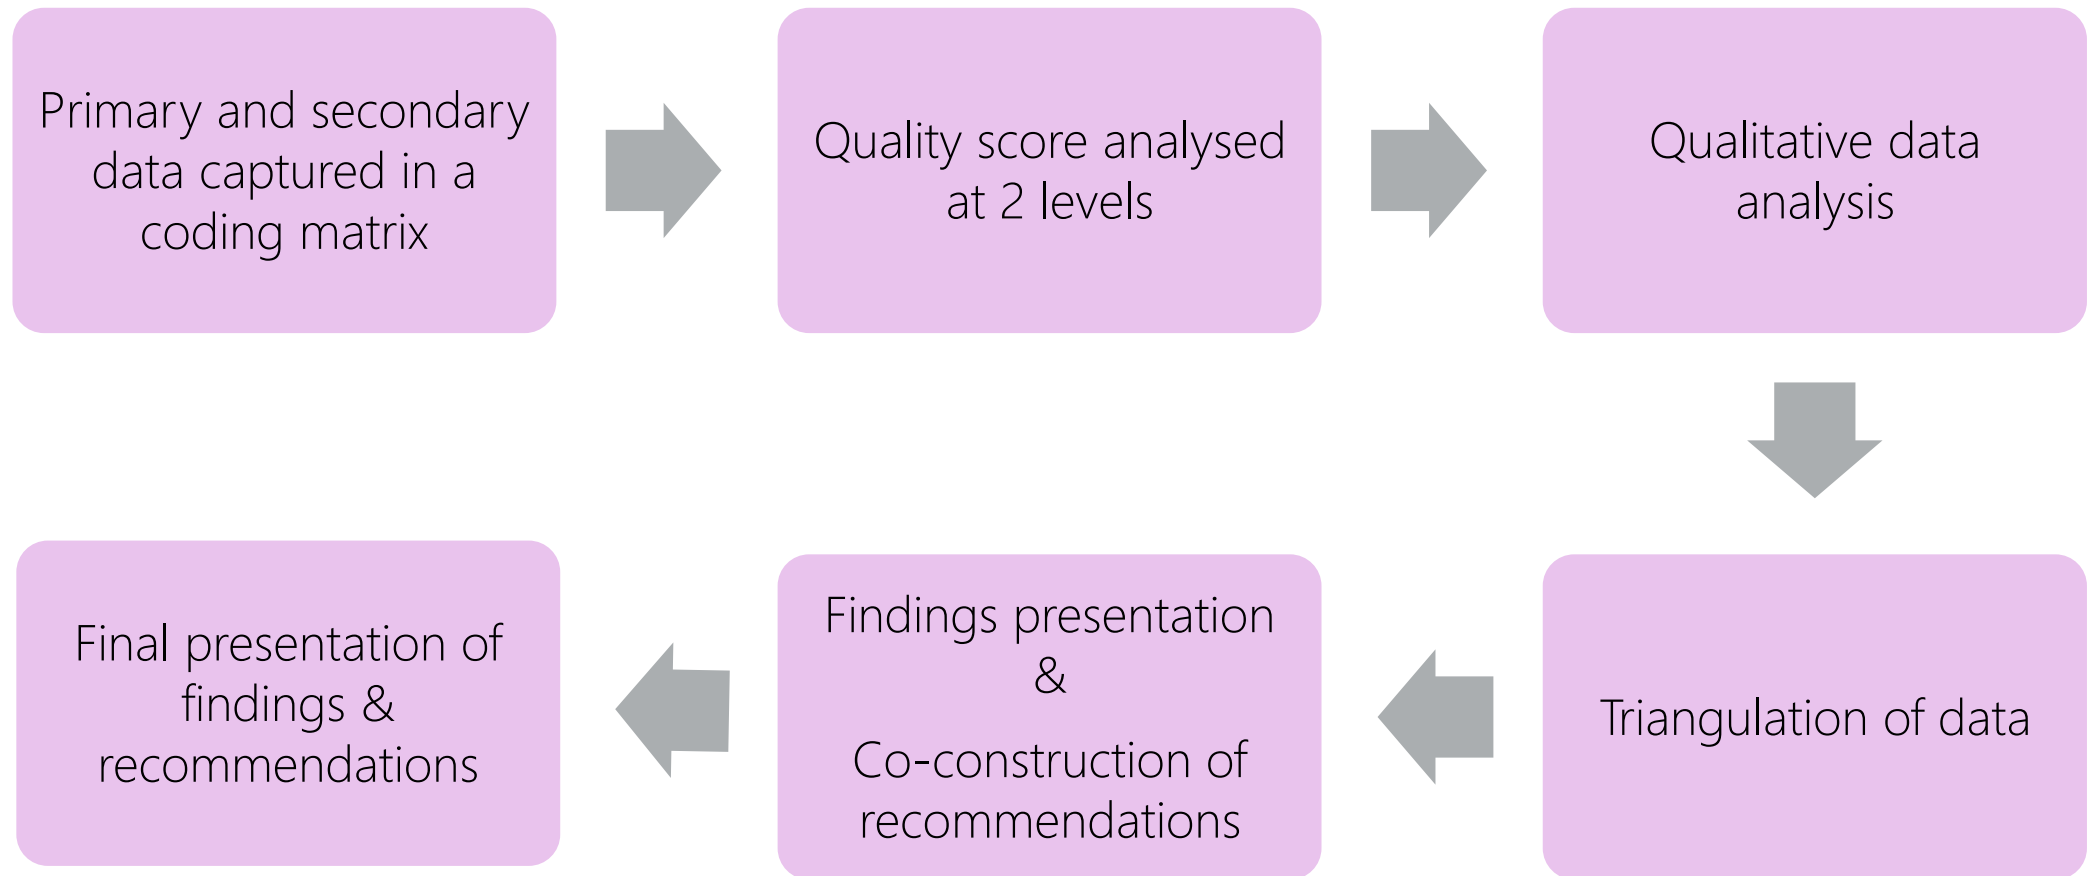 Primary and secondary
data captured in a
coding matrix
Quality score analysed
at 2 levels
Qualitative data
analysis
Triangulation of data
Findings presentation
&
Co-construction of
recommendations
Final presentation of
findings &
recommendations